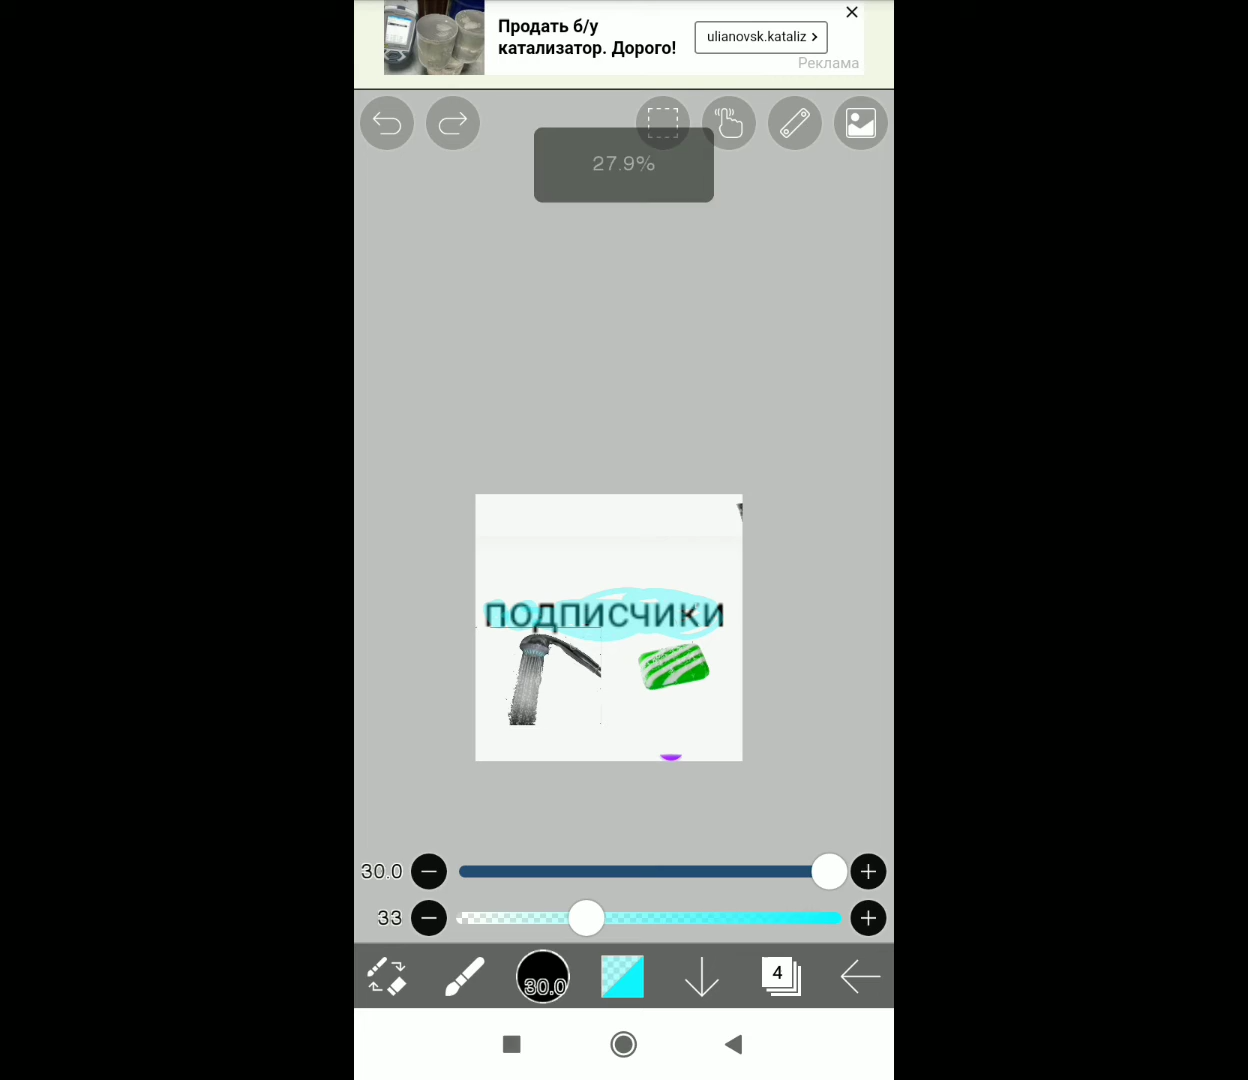 Продать б/у
катализатор. Дорого!
ulianovsk.kataliz
Реклама
27.9%
подписчики
30.0
33
30.0
4